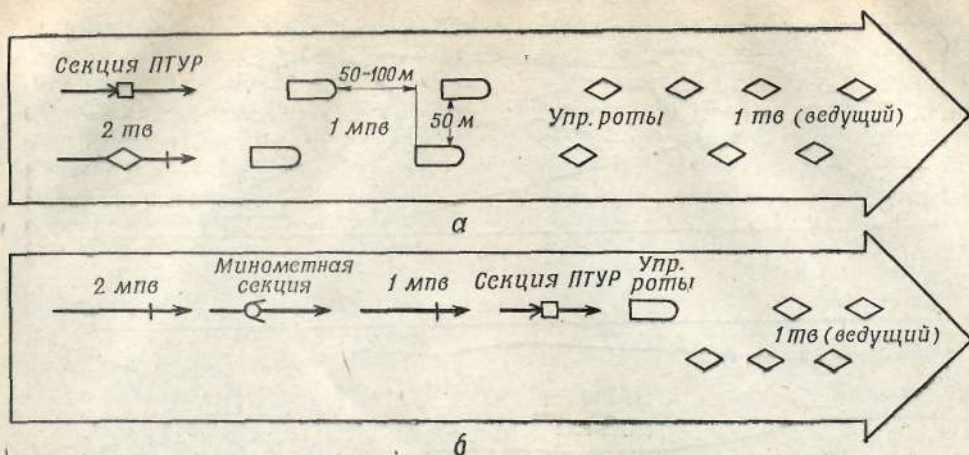 Секция ПТУР
50-100м
2 тв
1 мпв
50 м
Упр. роты
1 тв (ведущий)
а
2 мпв
Минометная
секция
1 мпв
Секция ПТУР
Упр.
роты
1 тв (ведущий)
б